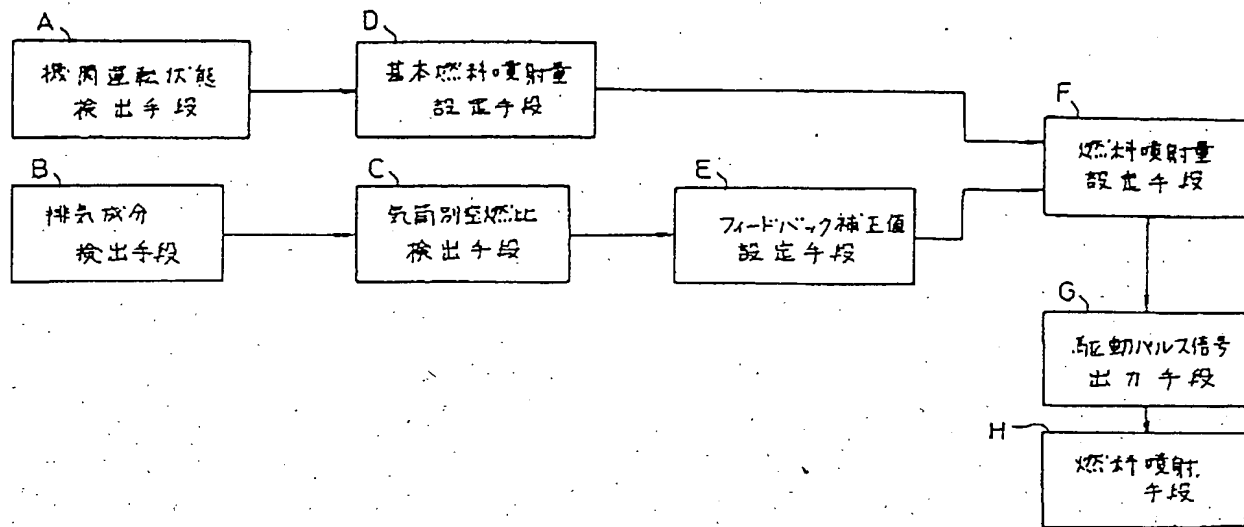 A
機関運転状態
検出手段
D
基本燃料噴射量
設定手段
F
燃料噴射量
設定手段
B
排気成分
検出手段
C
気筒別空燃比
検出手段
E
フィードバック補正値
設定手段
G
駆動パルス信号
出力手段
H
燃料噴射
手段